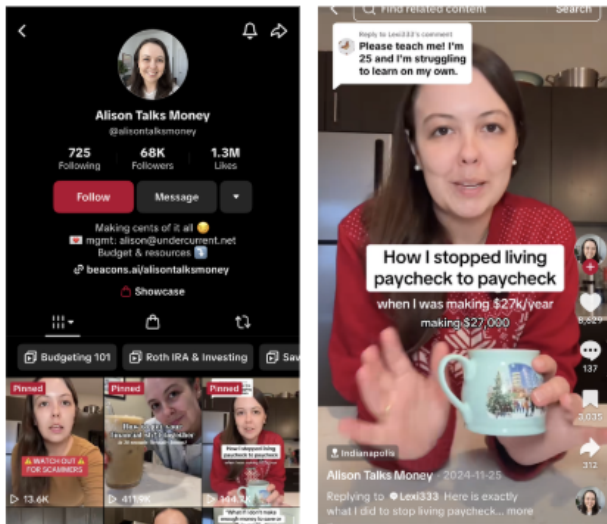 Alison Talks Money
@alisontalksmoney
725
68K
1.3M
Following
Followers
Likes
Follow
Message
Making cents of it all
mgmt: alison@undercurrent.net
Budget & resources
beacons.ai/alisontalksmoney
Showcase
Budgeting 101
Roth IRA & Investing
Sav
Pinned
WATCH OUT
FOR SCAMMERS
13.6K
Pinned
411.9K
Pinned
How I stopped living
paycheck to paycheck
Find related content
Search
Reply to Lexi333's comment
Please teach me! I'm
25 and I'm struggling
to learn on my own.
How I stopped living
paycheck to paycheck
when I was making $27k/year
making $27,000
8,629
137
3,035
312
Indianapolis
Alison Talks Money · 2024-11-25
Replying to Lexi333 Here is exactly
what I did to stop living paycheck... more